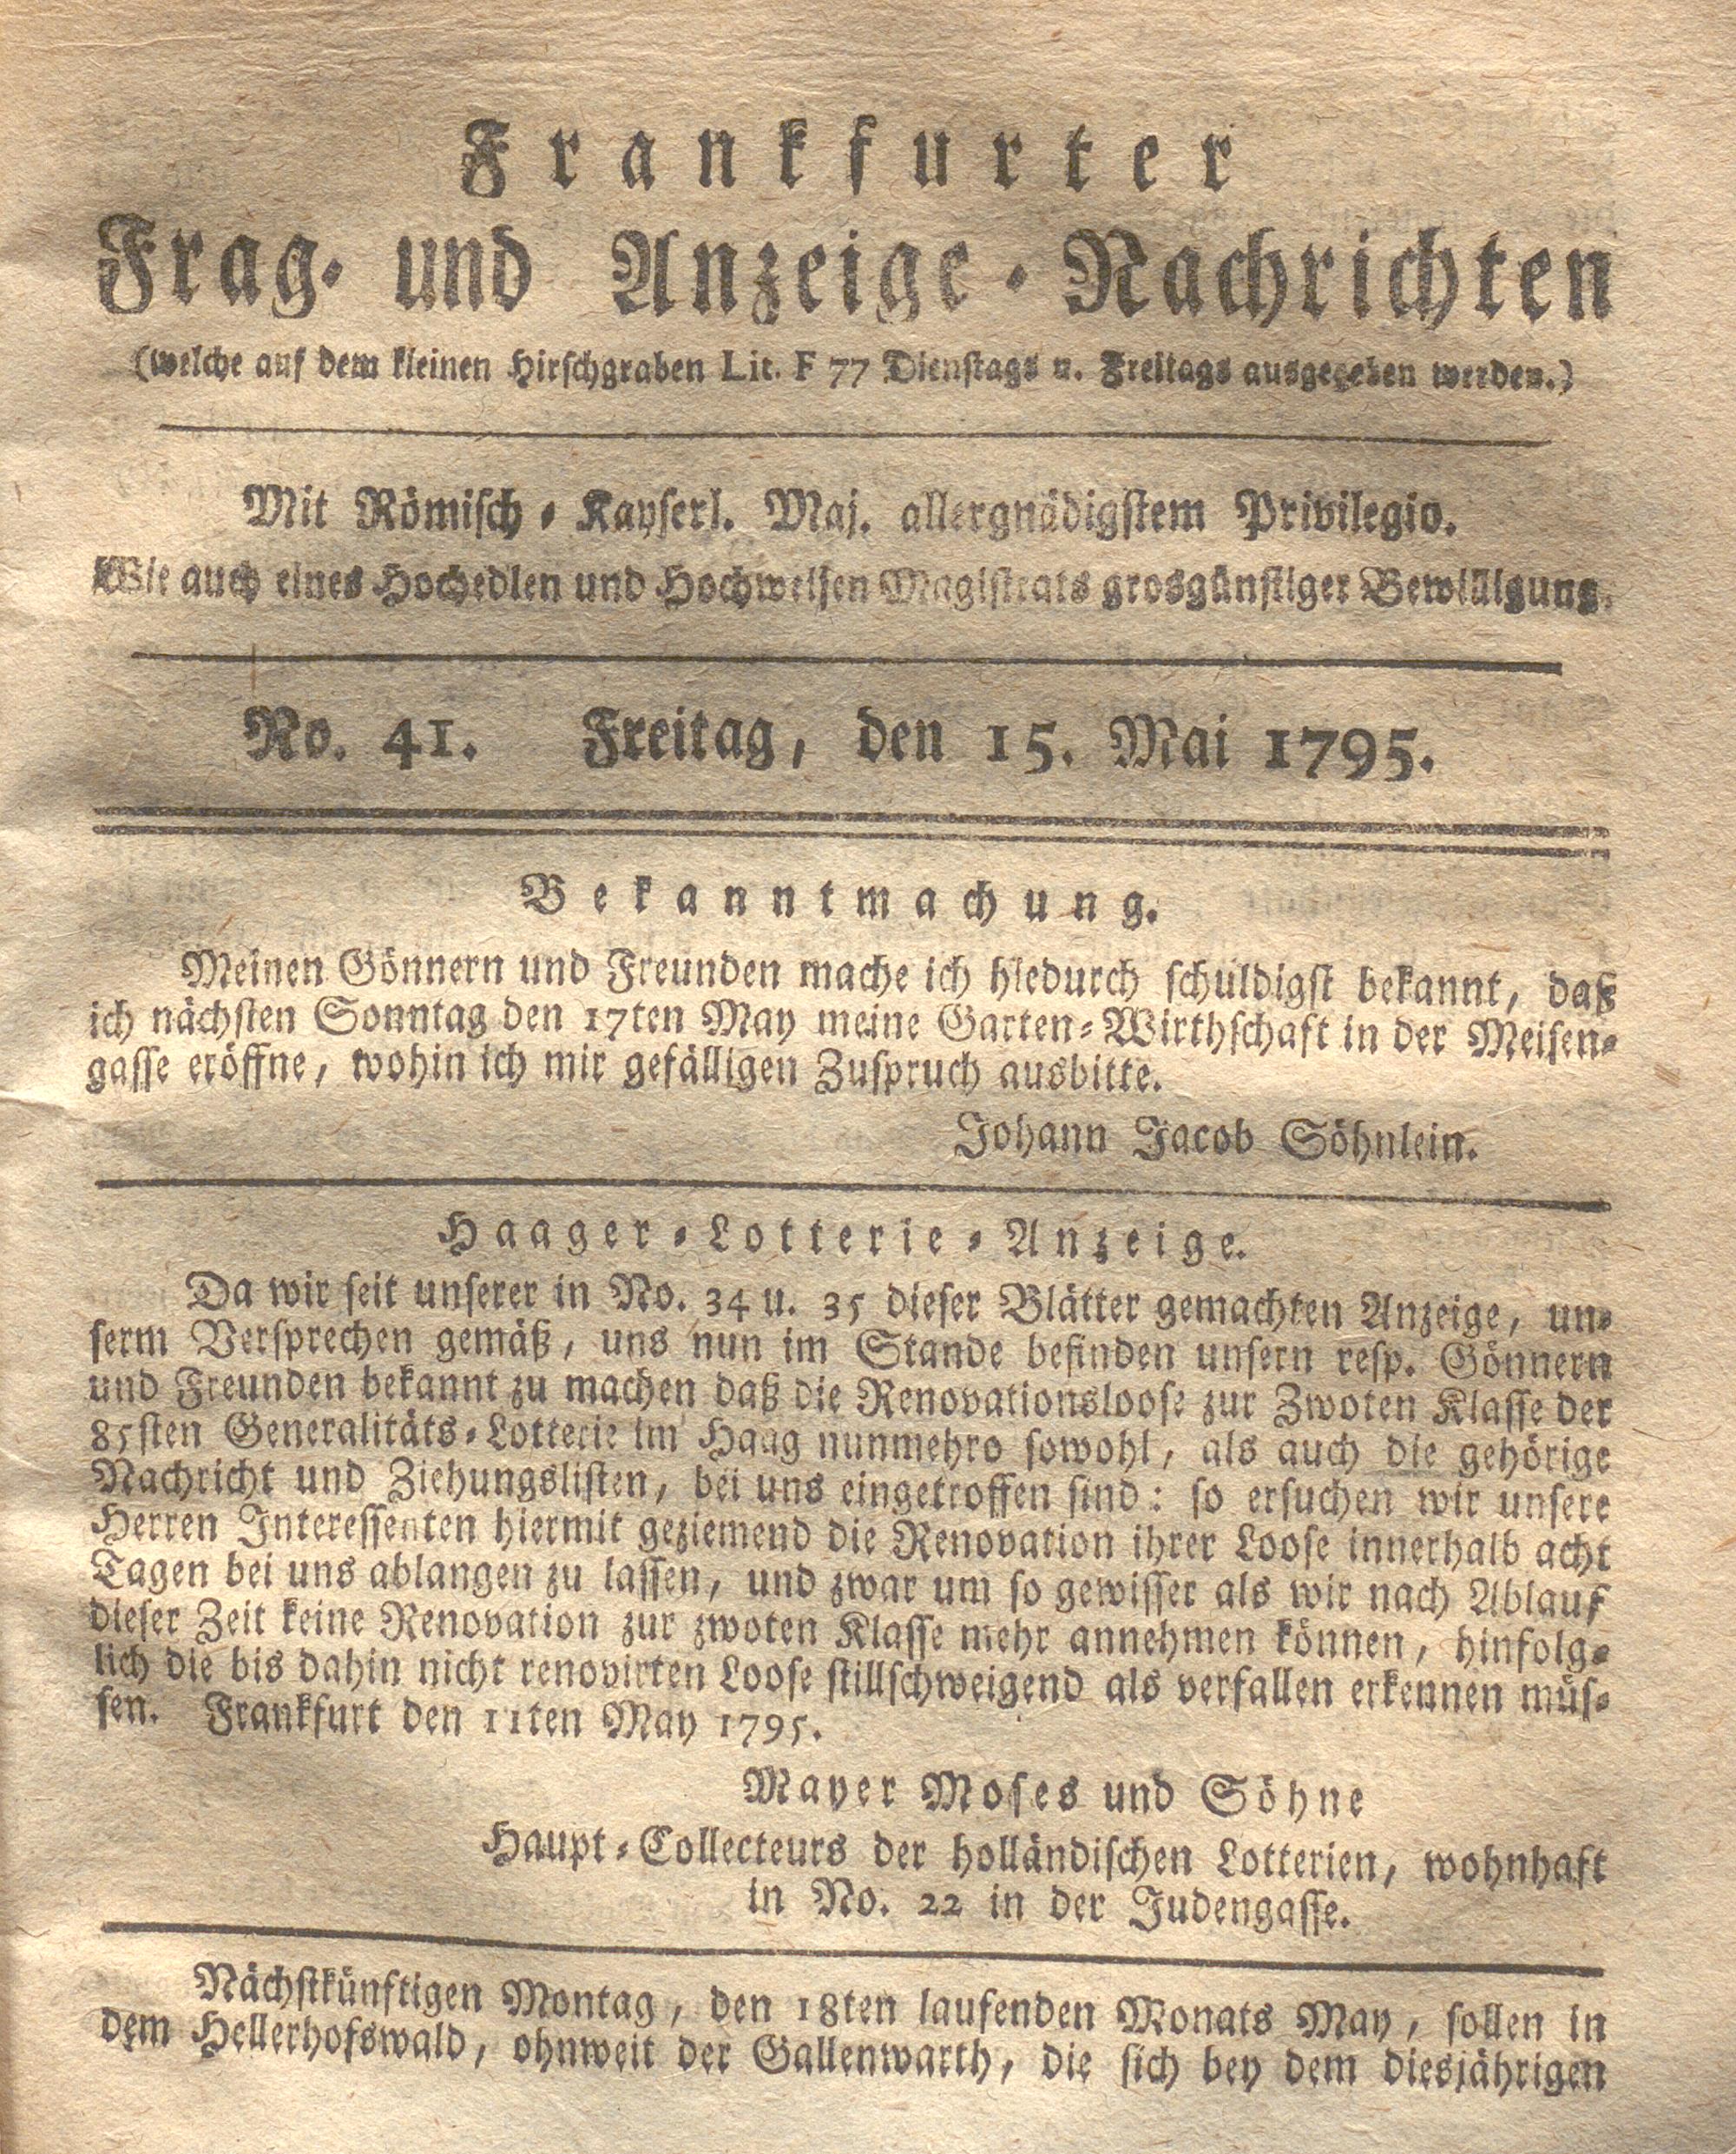 Frankfurter
Frag- und Anzeige-Nachrichten
(welche auf dem kleinen Hirschgraben Lit. F 77 Dienstags u. Freitags ausgegeben werden.)
Mit Römisch-Kayserl. Maj. allergnädigstem Privilegio.
Wie auch eines Hochedlen und Hochweisen Magistrats grosgünstiger Bewilligung.
No. 41. Freitag, den 15. Mai 1795.
Bekanntmachung.
Meinen Gönnern und Freunden mache ich hiedurch schuldigst bekannt, daß
ich nächsten Sonntag den 17ten May meine Garten-Wirthschaft in der Meisen-
gasse eröffne, wohin ich mir gefälligen Zuspruch ausbitte.
Johann Jacob Söhnlein.
Haager-Lotterie-Anzeige.
Da wir seit unserer in No. 34 u. 35 dieser Blätter gemachten Anzeige, un-
serm Versprechen gemäß, uns nun im Stande befinden unsern resp. Gönnern
und Freunden bekannt zu machen daß die Renovationsloose zur Zwoten Klasse der
85sten Generalitäts-Lotterie im Haag nunmehro sowohl, als auch die gehörige
Nachricht und Ziehungslisten, bei uns eingetroffen sind: so ersuchen wir unsere
Herren Interessenten hiermit geziemend die Renovation ihrer Loose innerhalb acht
Tagen bei uns ablangen zu lassen, und zwar um so gewisser als wir nach Ablauf
dieser Zeit keine Renovation zur zwoten Klasse mehr annehmen können, hinfolg-
lich die bis dahin nicht renovirten Loose stillschweigend als verfallen erkennen müs-
sen. Frankfurt den 11ten May 1795.
Mayer Moses und Söhne
Haupt-Collecteurs der holländischen Lotterien, wohnhaft
in No. 22 in der Judengasse.
Nächstkünftigen Montag, den 18ten laufenden Monats May, sollen in
dem Hellerhofswald, ohnweit der Gallenwarth, die sich bey dem diesjährigen